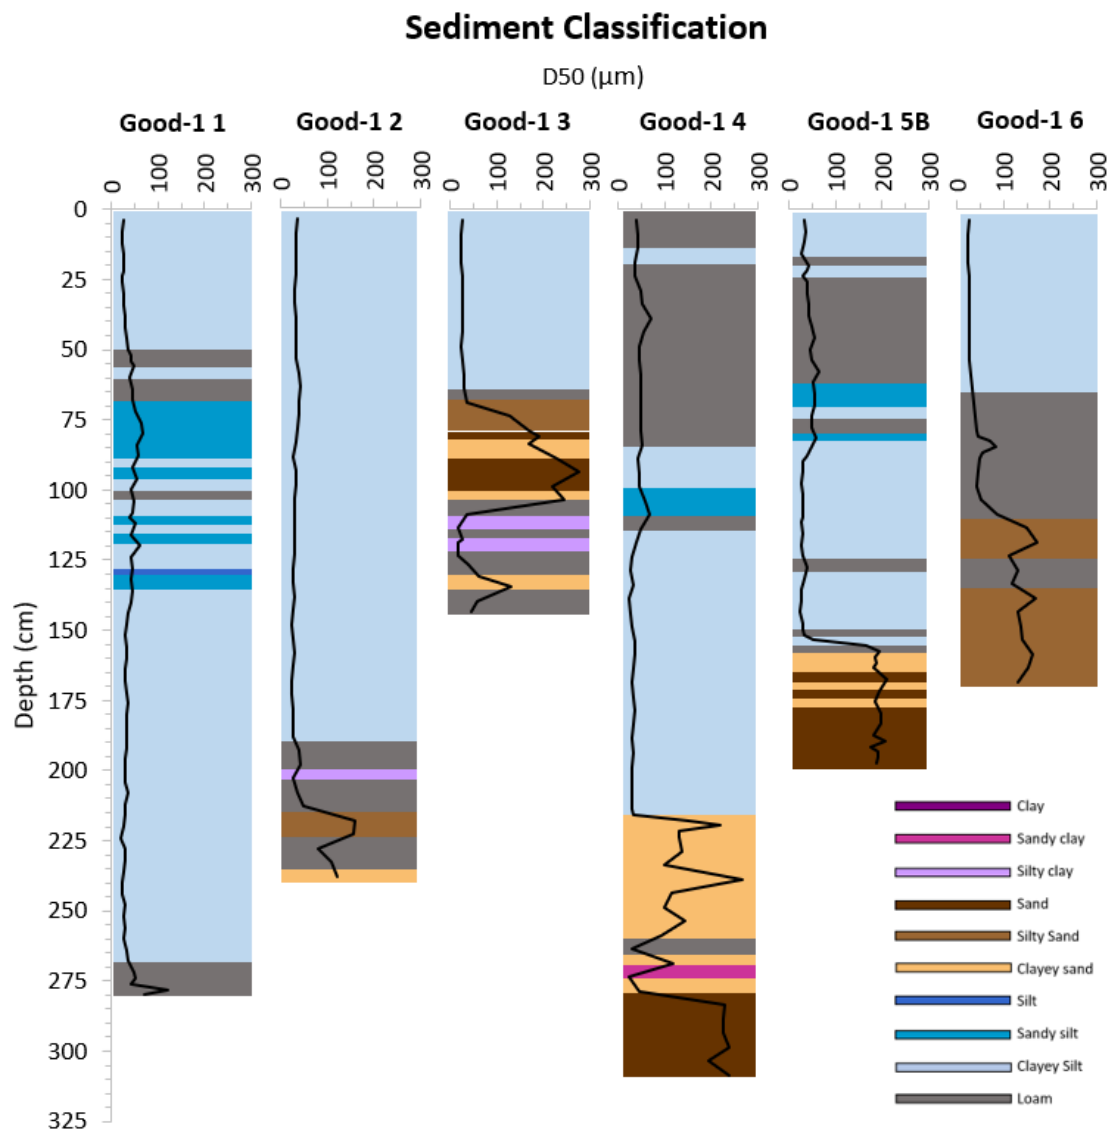 Sediment Classification
D50 (µm)
Good-1 1 Good-1 2 Good-1 3 Good-1 4 Good-1 5B Good-1 6
0 100 200 300 0 100 200 300 0 100 200 300 0 100 200 300 0 100 200 300 0 100 200 300
0
25
50
75
100
125
150
175
200
225
250
275
300
325
Depth (cm)
Clay
Sandy clay
Silty clay
Sand
Silty Sand
Clayey sand
Silt
Sandy silt
Clayey Silt
Loam